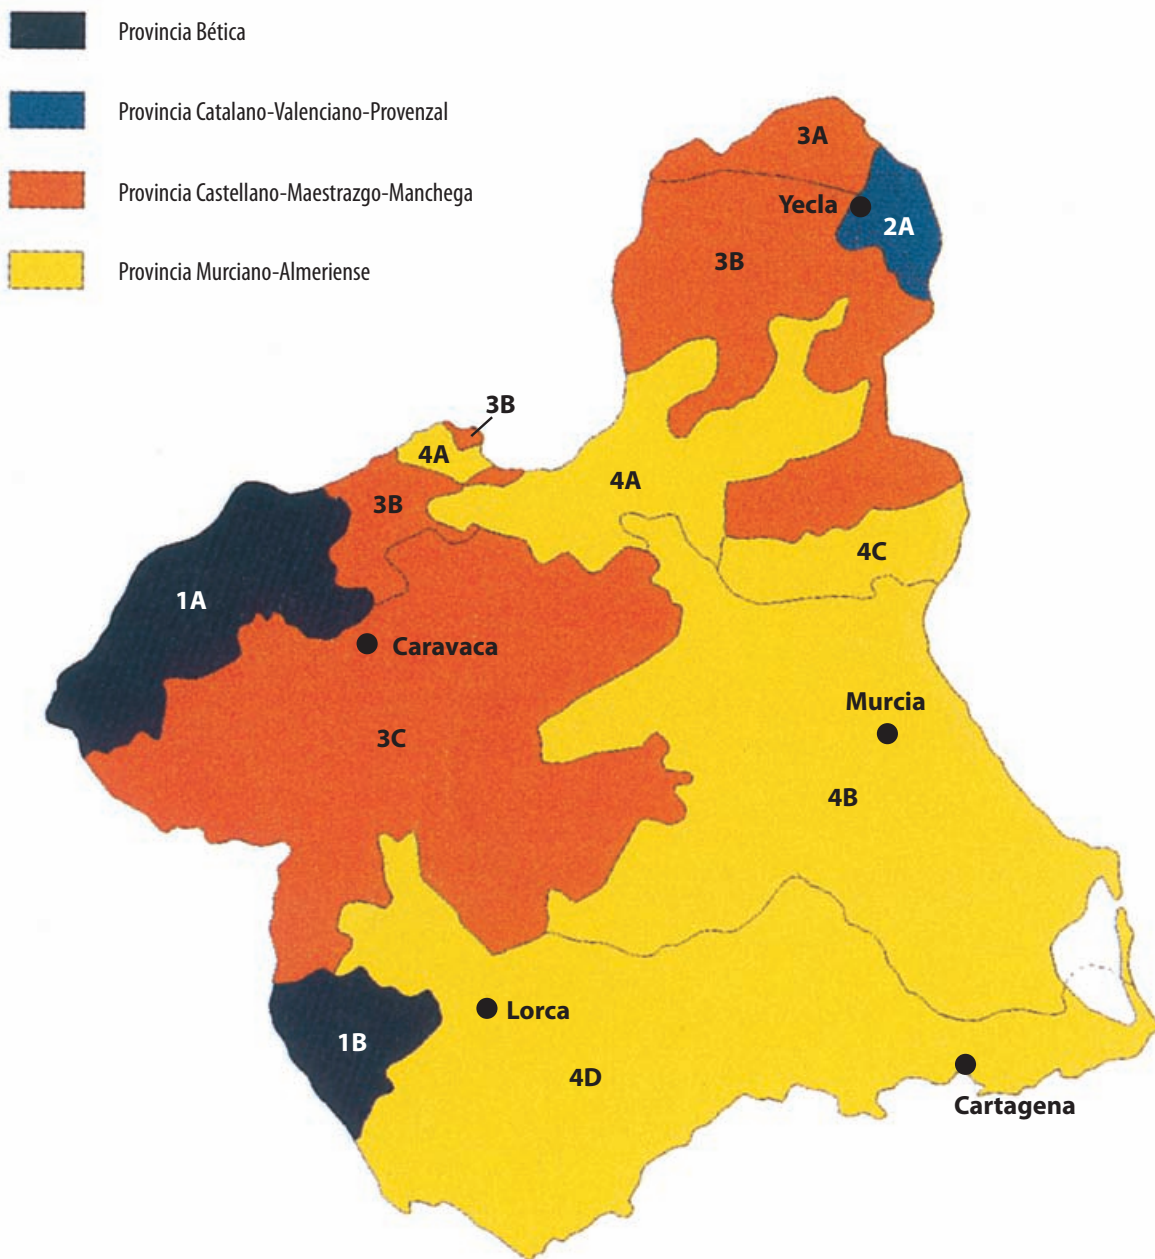 Provincia Bética
Provincia Catalano-Valenciano-Provenzal
Provincia Castellano-Maestrazgo-Manchega
Provincia Murciano-Almeriense
3A
Yecla
2A
3B
3B
4A
4A
3B
4C
1A
Caravaca
Murcia
3C
4B
Lorca
1B
4D
Cartagena